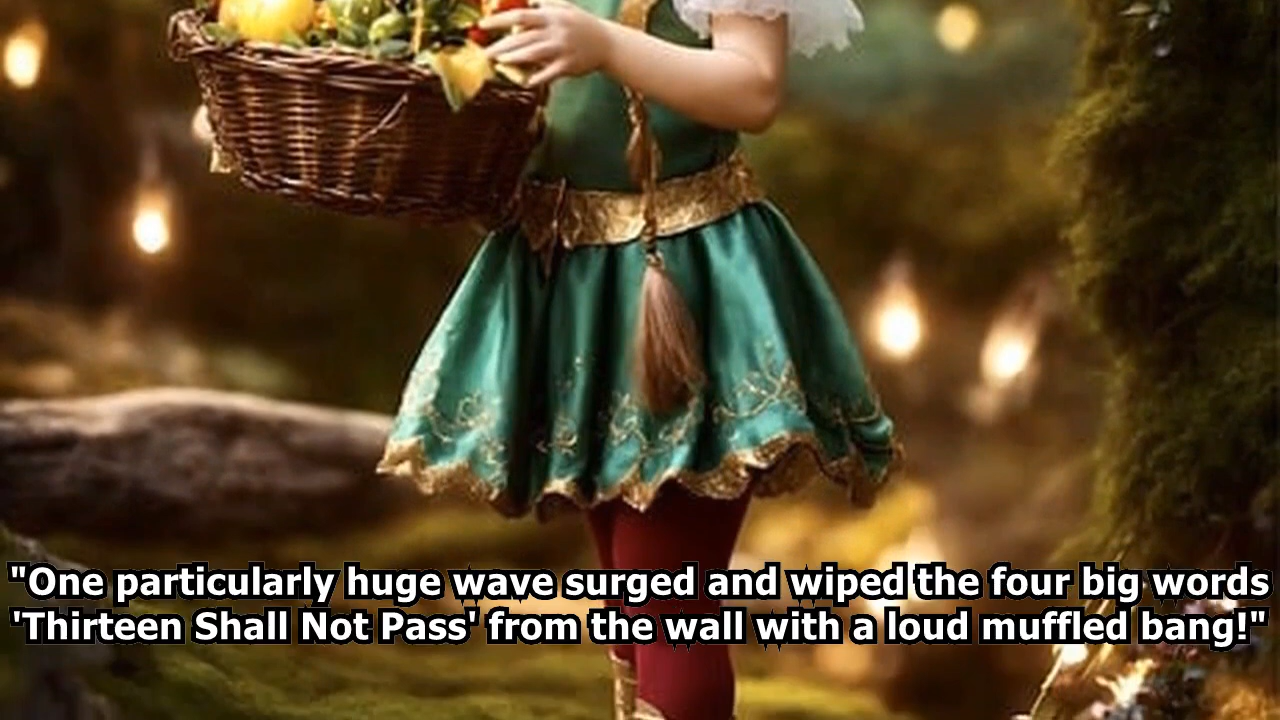 "One particularly huge wave surged and wiped the four big words
'Thirteen Shall Not Pass' from the wall with a loud muffled bang!"